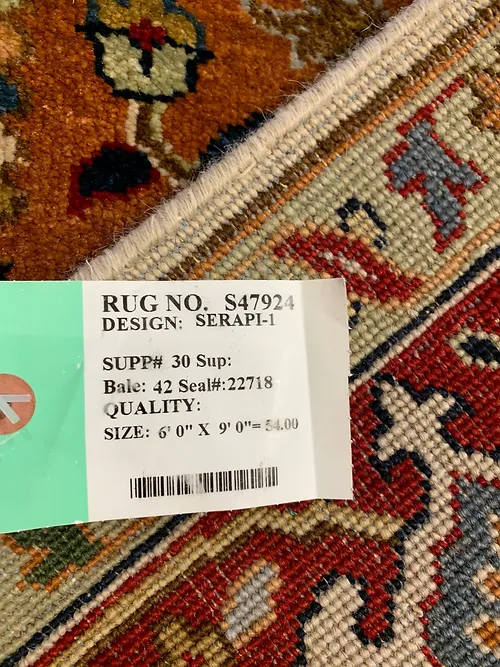 RUG NO. S47924
DESIGN: SERAPI-1
SUPP# 30 Sup:
Bale: 42 Seal#:22718
QUALITY:
SIZE: 6' 0" X 9' 0"= 54.00